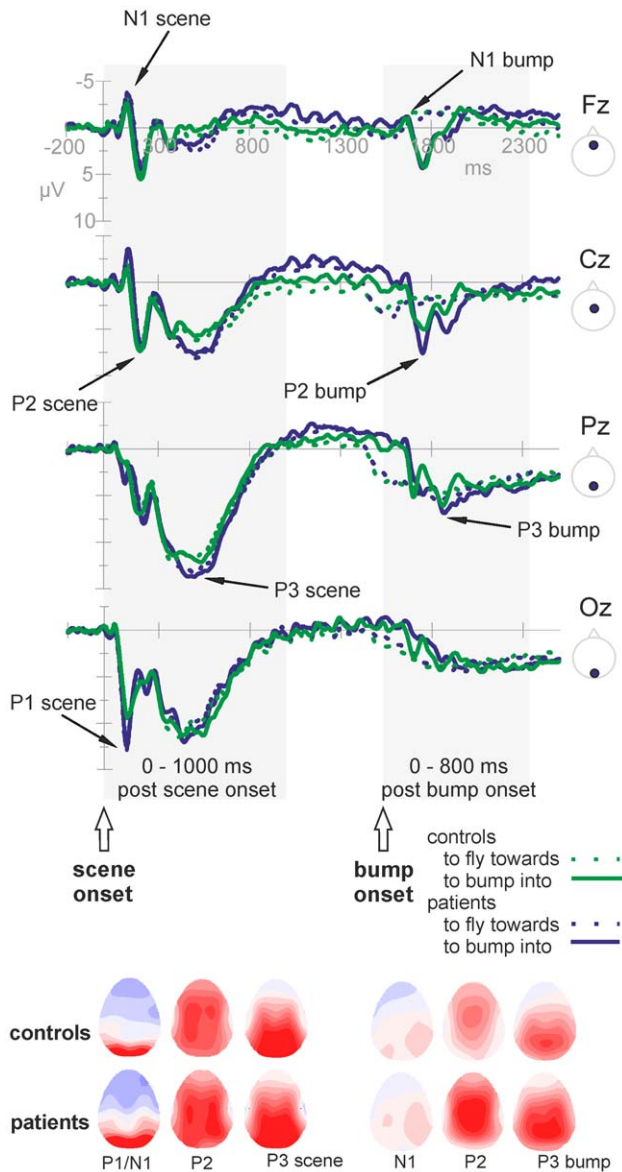 N1 scene
N1 bump
-5
Fz
-200
300
800
1300
1800
2300
ms
µV
5
10
Cz
P2 scene
P2 bump
Pz
P3 bump
P3 scene
Oz
P1 scene
0 - 1000 ms
post scene onset
0 - 800 ms
post bump onset
scene
onset
bump
onset
controls
to fly towards
to bump into
patients
to fly towards
to bump into
controls
patients
P1/N1
P2
P3 scene
N1
P2
P3 bump